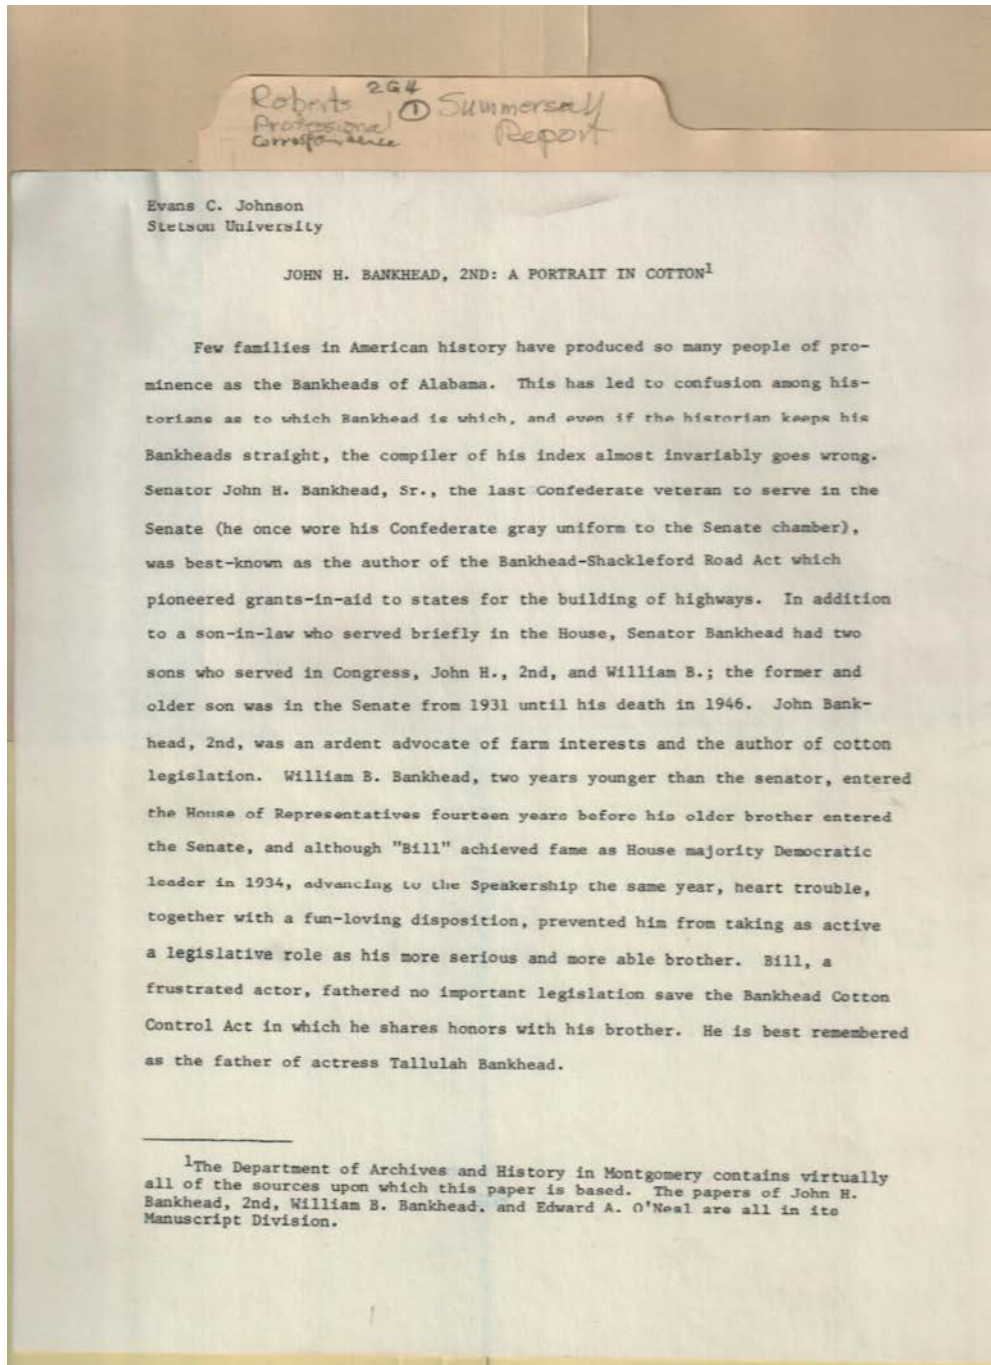 2G4
Roberts ① Summersell
Professional Report
Correspondence
Evans C. Johnson
Stetson University
JOHN H. BANKHEAD, 2ND: A PORTRAIT IN COTTON1
Few families in American history have produced so many people of pro-
minence as the Bankheads of Alabama. This has led to confusion among his-
torians as to which Bankhead is which, and even if the historian keeps his
Bankheads straight, the compiler of his index almost invariably goes wrong.
Senator John H. Bankhead, Sr., the last Confederate veteran to serve in the
Senate (he once wore his Confederate gray uniform to the Senate chamber),
was best-known as the author of the Bankhead-Shackleford Road Act which
pioneered grants-in-aid to states for the building of highways. In addition
to a son-in-law who served briefly in the House, Senator Bankhead had two
sons who served in Congress, John H., 2nd, and William B.; the former and
older son was in the Senate from 1931 until his death in 1946. John Bank-
head, 2nd, was an ardent advocate of farm interests and the author of cotton
legislation. William B. Bankhead, two years younger than the senator, entered
the House of Representatives fourteen years before his older brother entered
the Senate, and although "Bill" achieved fame as House majority Democratic
leader in 1934, advancing to the Speakership the same year, heart trouble,
together with a fun-loving disposition, prevented him from taking as active
a legislative role as his more serious and more able brother. Bill, a
frustrated actor, fathered no important legislation save the Bankhead Cotton
Control Act in which he shares honors with his brother. He is best remembered
as the father of actress Tallulah Bankhead.
1The Department of Archives and History in Montgomery contains virtually
all of the sources upon which this paper is based. The papers of John H.
Bankhead, 2nd, William B. Bankhead, and Edward A. O'Neal are all in its
Manuscript Division.